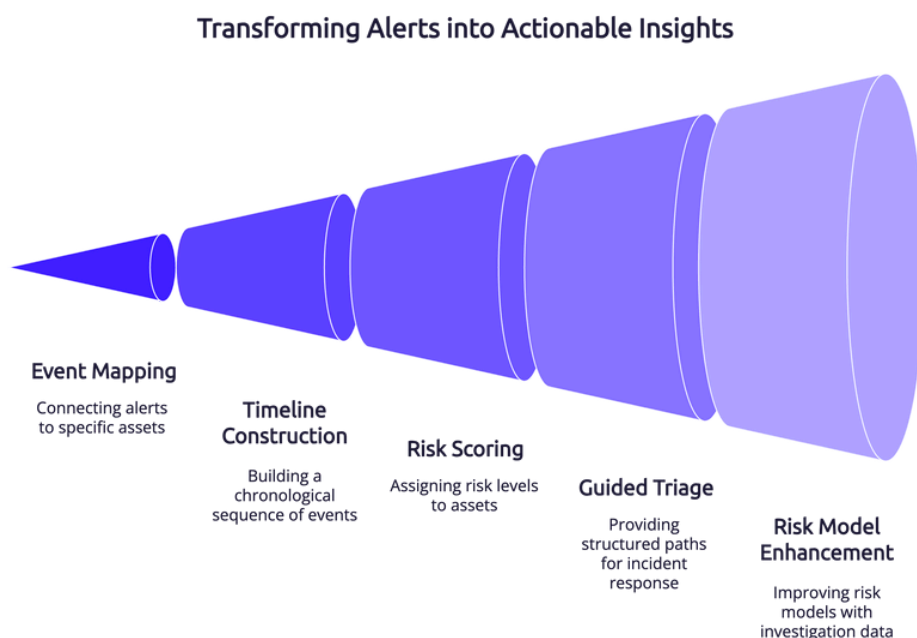 Transforming Alerts into Actionable Insights
Event Mapping
Connecting alerts
to specific assets
Timeline
Construction
Building a
chronological
sequence of events
Risk Scoring
Assigning risk levels
to assets
Guided Triage
Providing
structured paths
for incident
response
Risk Model
Enhancement
Improving risk
models with
investigation data